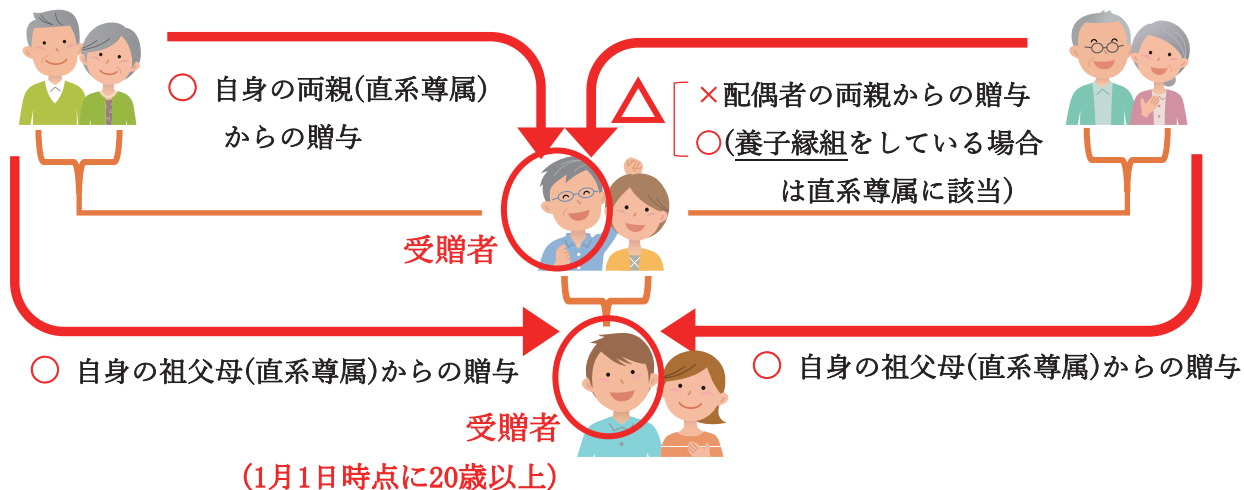 ○ 自身の両親(直系尊属)
からの贈与
△
×配偶者の両親からの贈与
○(養子縁組をしている場合
は直系尊属に該当)
受贈者
○ 自身の祖父母(直系尊属)からの贈与
○ 自身の祖父母(直系尊属)からの贈与
受贈者
(1月1日時点に20歳以上)